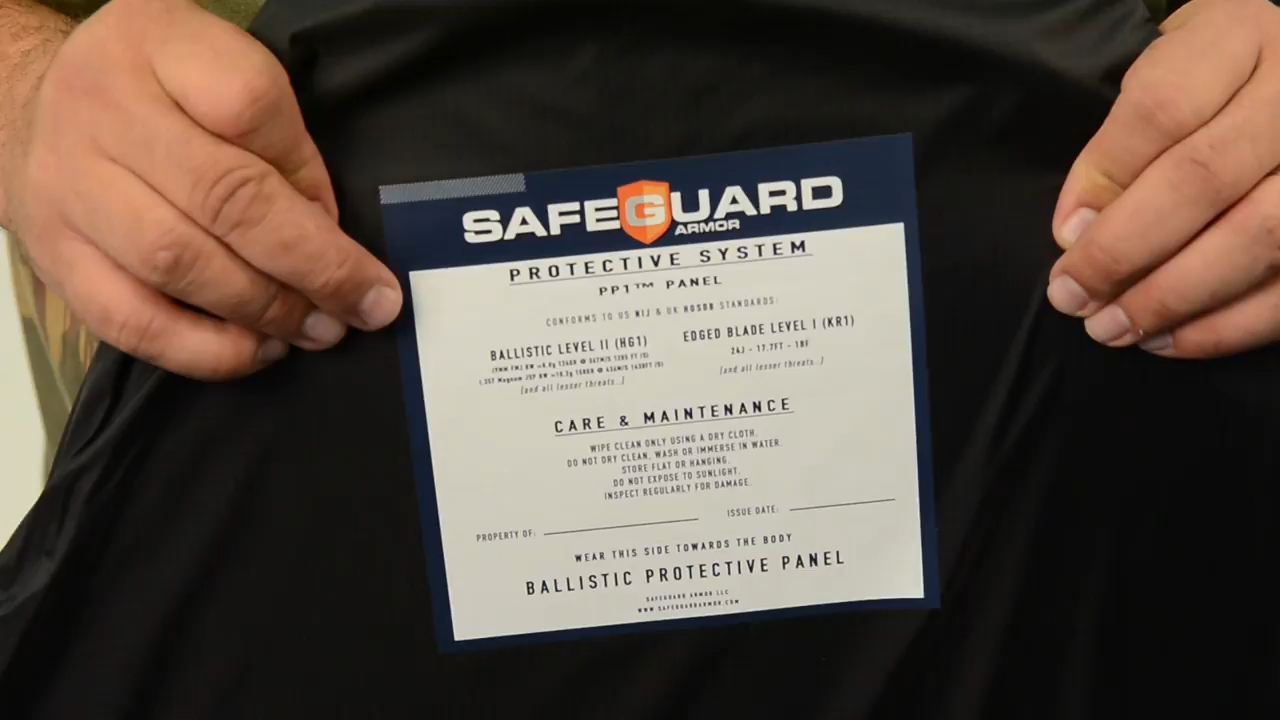 SAFEGUARD
ARMOR
PROTECTIVE SYSTEM
PP1™ PANEL
CONFORMS TO US NIJ & UK HOSDB STANDARDS:
BALLISTIC LEVEL II (HG1)
EDGED BLADE LEVEL I (KR1)
24J - 17.7FT - 1BF
[and all lesser threats..]
[and all lesser threats..]
CARE & MAINTENANCE
WIPE CLEAN ONLY USING A DRY CLOTH.
DO NOT DRY CLEAN, WASH OR IMMERSE IN WATER.
STORE FLAT OR HANGING.
DO NOT EXPOSE TO SUNLIGHT.
INSPECT REGULARLY FOR DAMAGE.
PROPERTY OF:
ISSUE DATE:
WEAR THIS SIDE TOWARDS THE BODY
BALLISTIC PROTECTIVE PANEL
SAFEGUARD ARMOR LLC
WWW.SAFEGUARDARMOR.COM